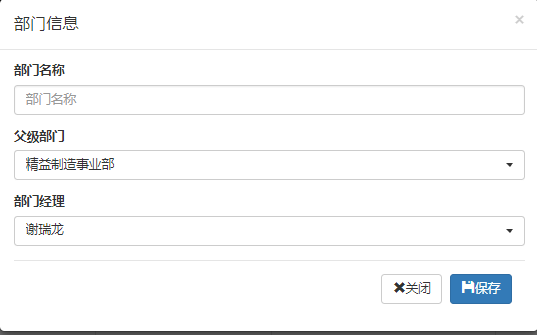 部门信息
×
部门名称
部门名称
父级部门
精益制造事业部
部门经理
谢瑞龙
✖关闭 保存